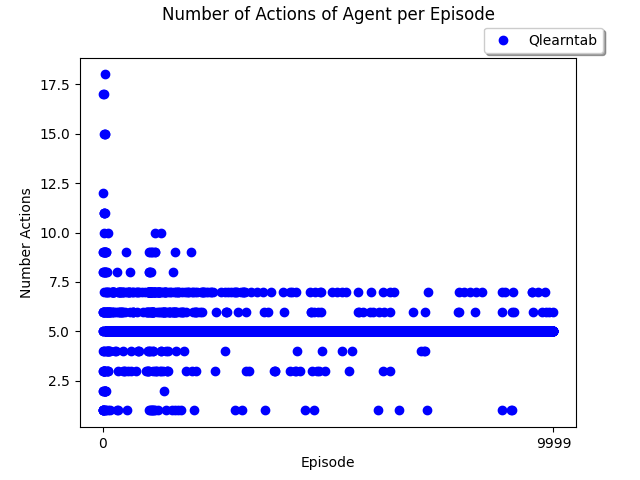 Number of Actions of Agent per Episode
Qlearntab
17.5
15.0
12.5
10.0
7.5
5.0
2.5
Number Actions
0
9999
Episode